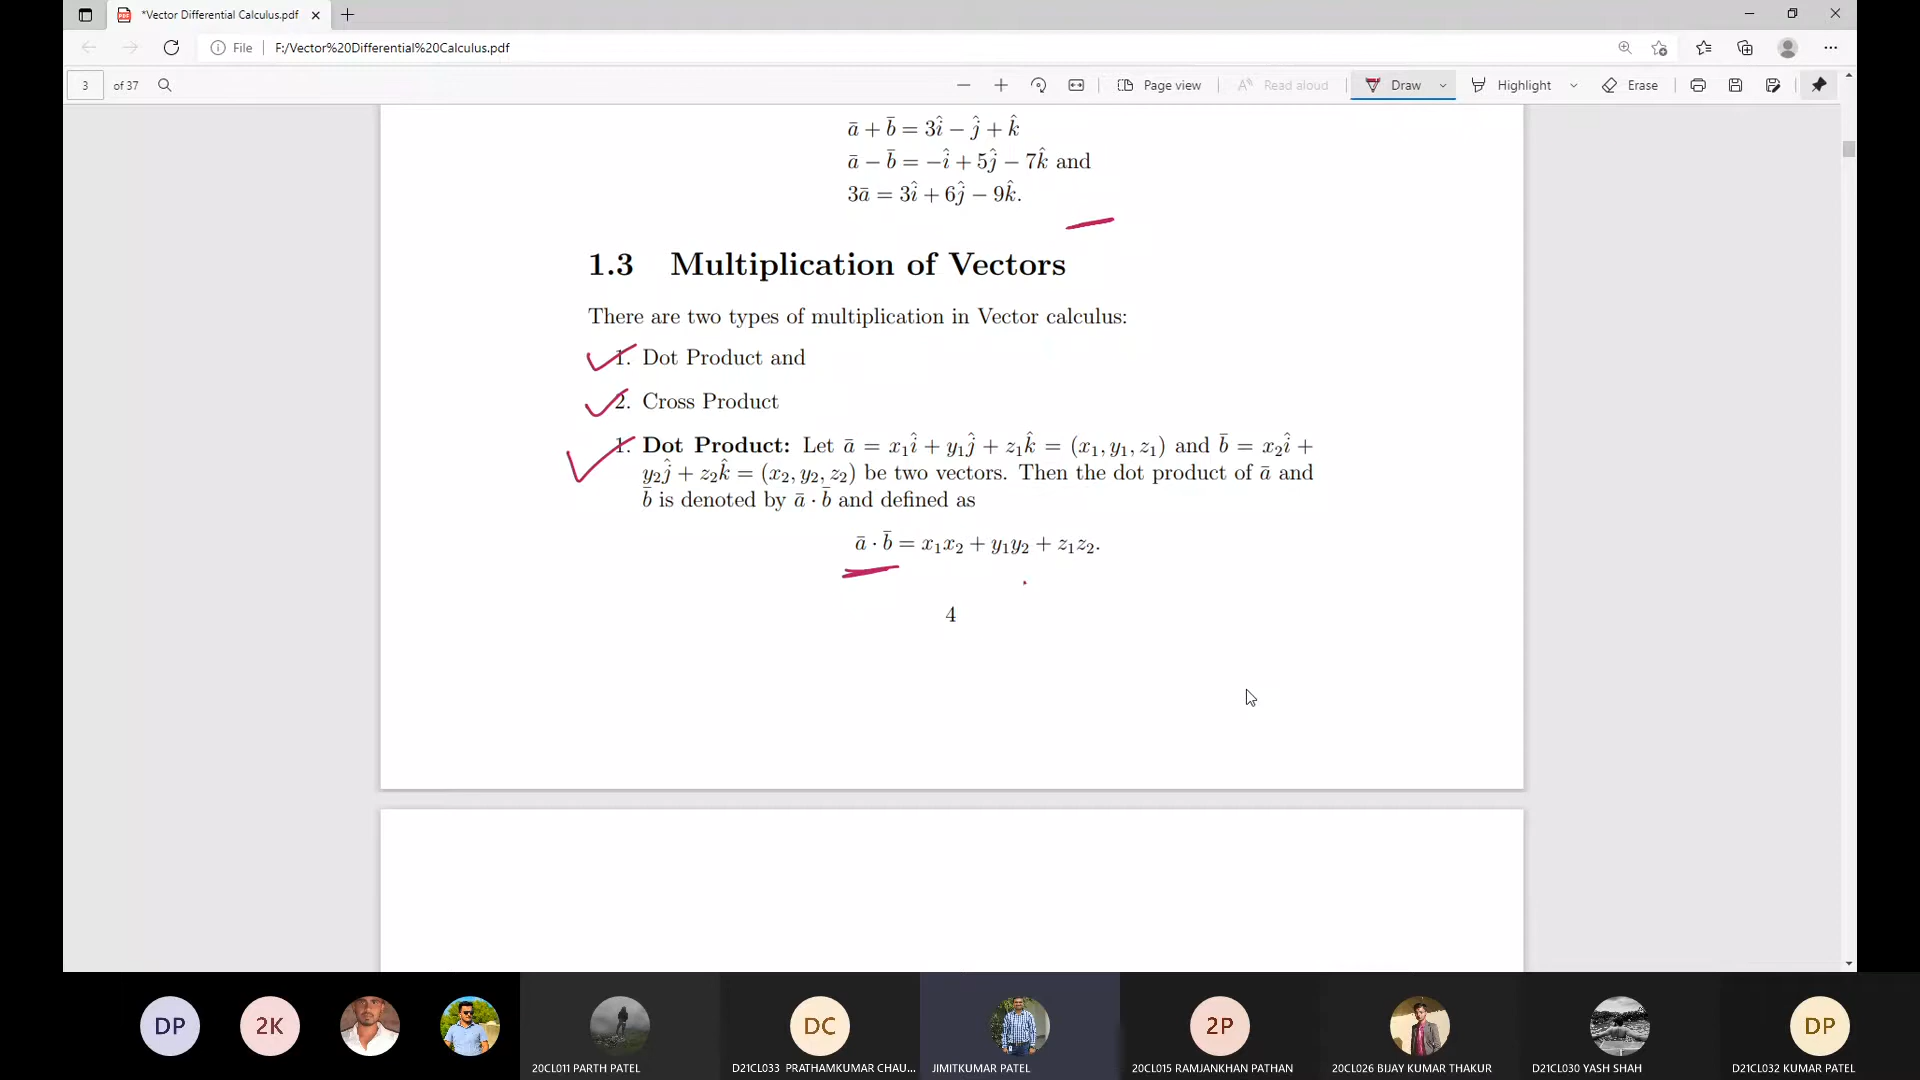 *Vector Differential Calculus.pdf
File | F:/Vector%20Differential%20Calculus.pdf
3 of 37
Page view
Read aloud
Draw
Highlight
Erase
ā + b̄ = 3î − ĵ + k̂
ā − b̄ = −î + 5ĵ − 7k̂ and
3ā = 3î + 6ĵ − 9k̂.
1.3 Multiplication of Vectors
There are two types of multiplication in Vector calculus:
1. Dot Product and
2. Cross Product
1. Dot Product: Let ā = x₁î + y₁ĵ + z₁k̂ = (x₁, y₁, z₁) and b̄ = x₂î +
y₂ĵ + z₂k̂ = (x₂, y₂, z₂) be two vectors. Then the dot product of ā and
b̄ is denoted by ā · b̄ and defined as
ā · b̄ = x₁x₂ + y₁y₂ + z₁z₂.
4
DP
2K
DC
2P
DP
20CL011 PARTH PATEL
D21CL033 PRATHAMKUMAR CHAU...
JIMITKUMAR PATEL
20CL015 RAMJANKHAN PATHAN
20CL026 BIJAY KUMAR THAKUR
D21CL030 YASH SHAH
D21CL032 KUMAR PATEL